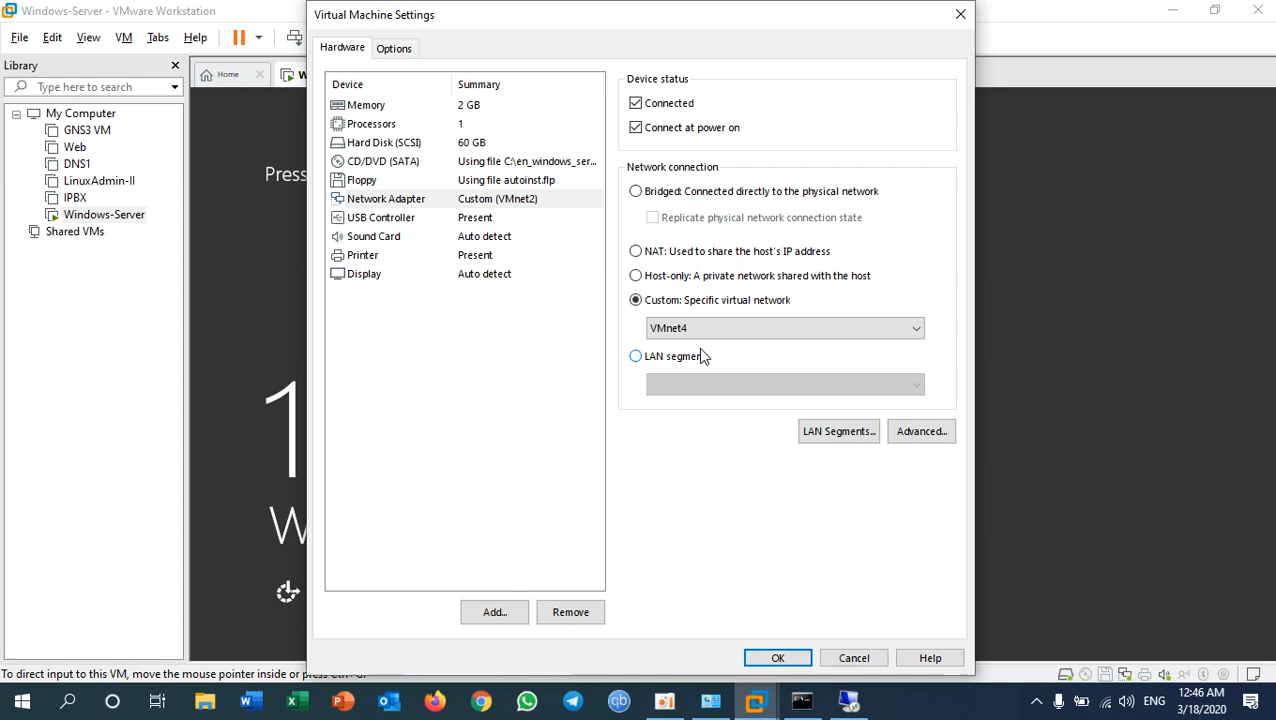 Windows-Server - VMware Workstation
File Edit View VM Tabs Help
Library
Type here to search
My Computer
GNS3 VM
Web
DNS1
LinuxAdmin-II
IPBX
Windows-Server
Shared VMs
Home
W
Press
1
W
Virtual Machine Settings
Hardware Options
Device Summary
Memory 2 GB
Processors 1
Hard Disk (SCSI) 60 GB
CD/DVD (SATA) Using file C:\en_windows_ser...
Floppy Using file autoinst.flp
Network Adapter Custom (VMnet2)
USB Controller Present
Sound Card Auto detect
Printer Present
Display Auto detect
Add... Remove
Device status
Connected
Connect at power on
Network connection
Bridged: Connected directly to the physical network
Replicate physical network connection state
NAT: Used to share the host's IP address
Host-only: A private network shared with the host
Custom: Specific virtual network
VMnet4
LAN segmen
LAN Segments... Advanced...
OK Cancel Help
To direct input to this VM, move the mouse pointer inside or press Ctrl+G.
ENG
12:46 AM
3/18/2020